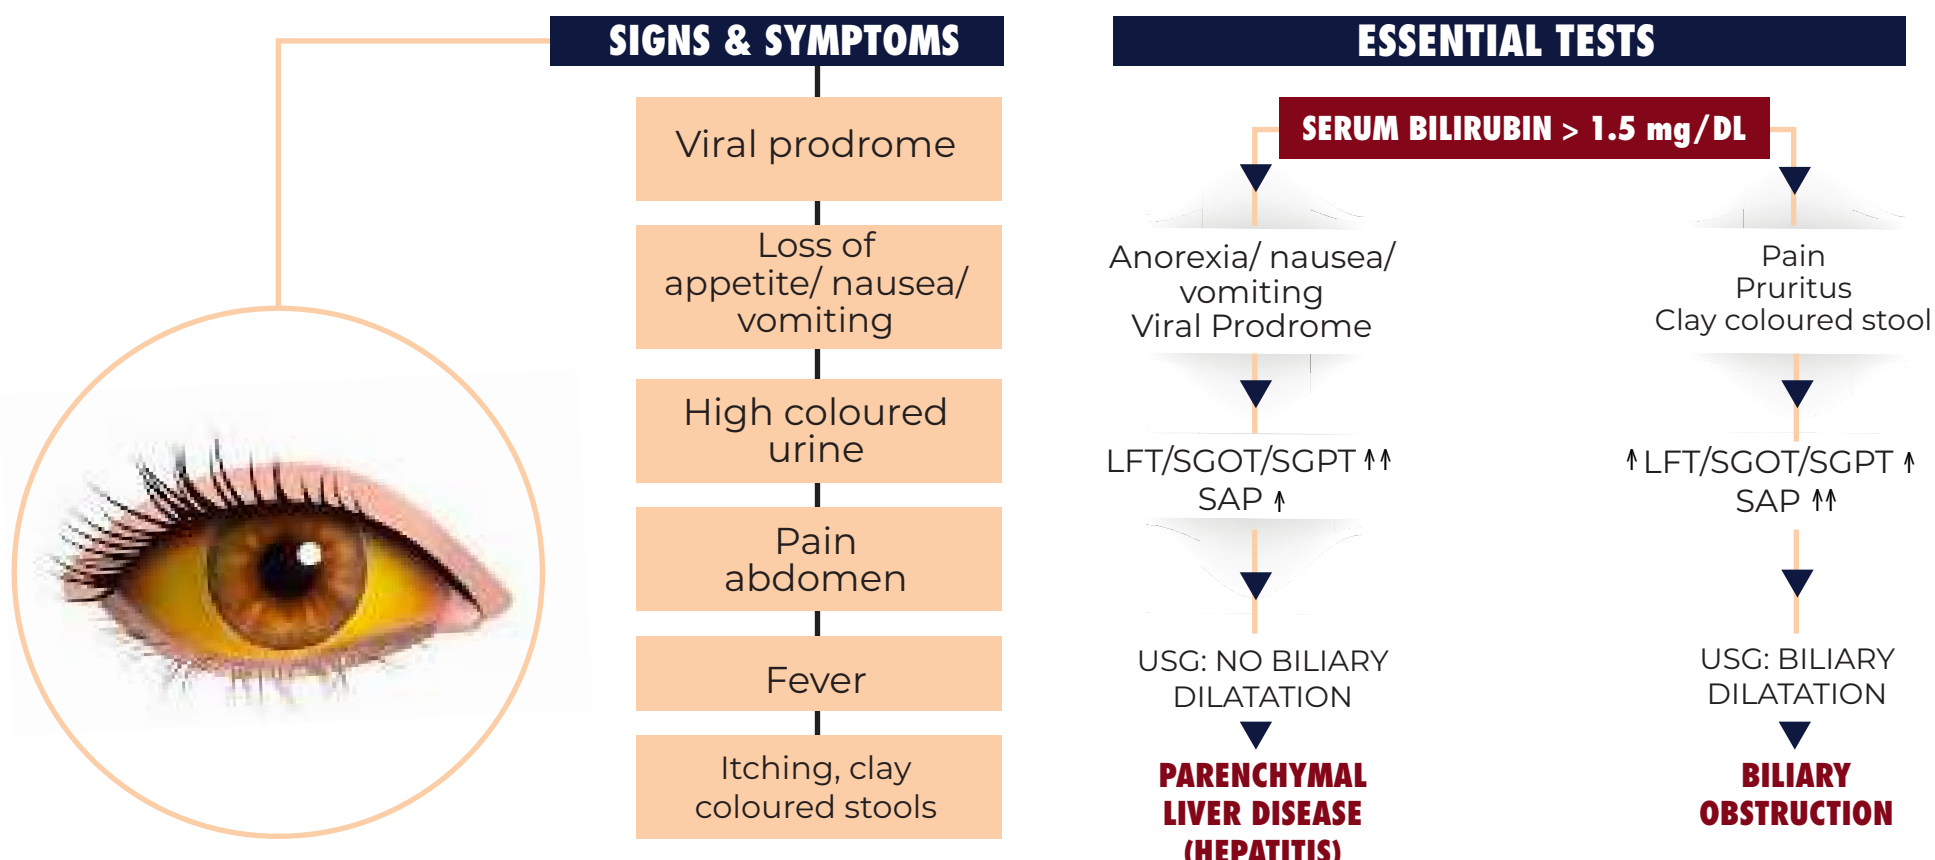 SIGNS & SYMPTOMS
Viral prodrome
Loss of
appetite/ nausea/
vomiting
High coloured
urine
Pain
abdomen
Fever
Itching, clay
coloured stools
ESSENTIAL TESTS
SERUM BILIRUBIN > 1.5 mg/DL
Anorexia/ nausea/
vomiting
Viral Prodrome
LFT/SGOT/SGPT ↑↑
SAP ↑
USG: NO BILIARY
DILATATION
PARENCHYMAL
LIVER DISEASE
(HEPATITIS)
Pain
Pruritus
Clay coloured stool
↑ LFT/SGOT/SGPT ↑
SAP ↑↑
USG: BILIARY
DILATATION
BILIARY
OBSTRUCTION